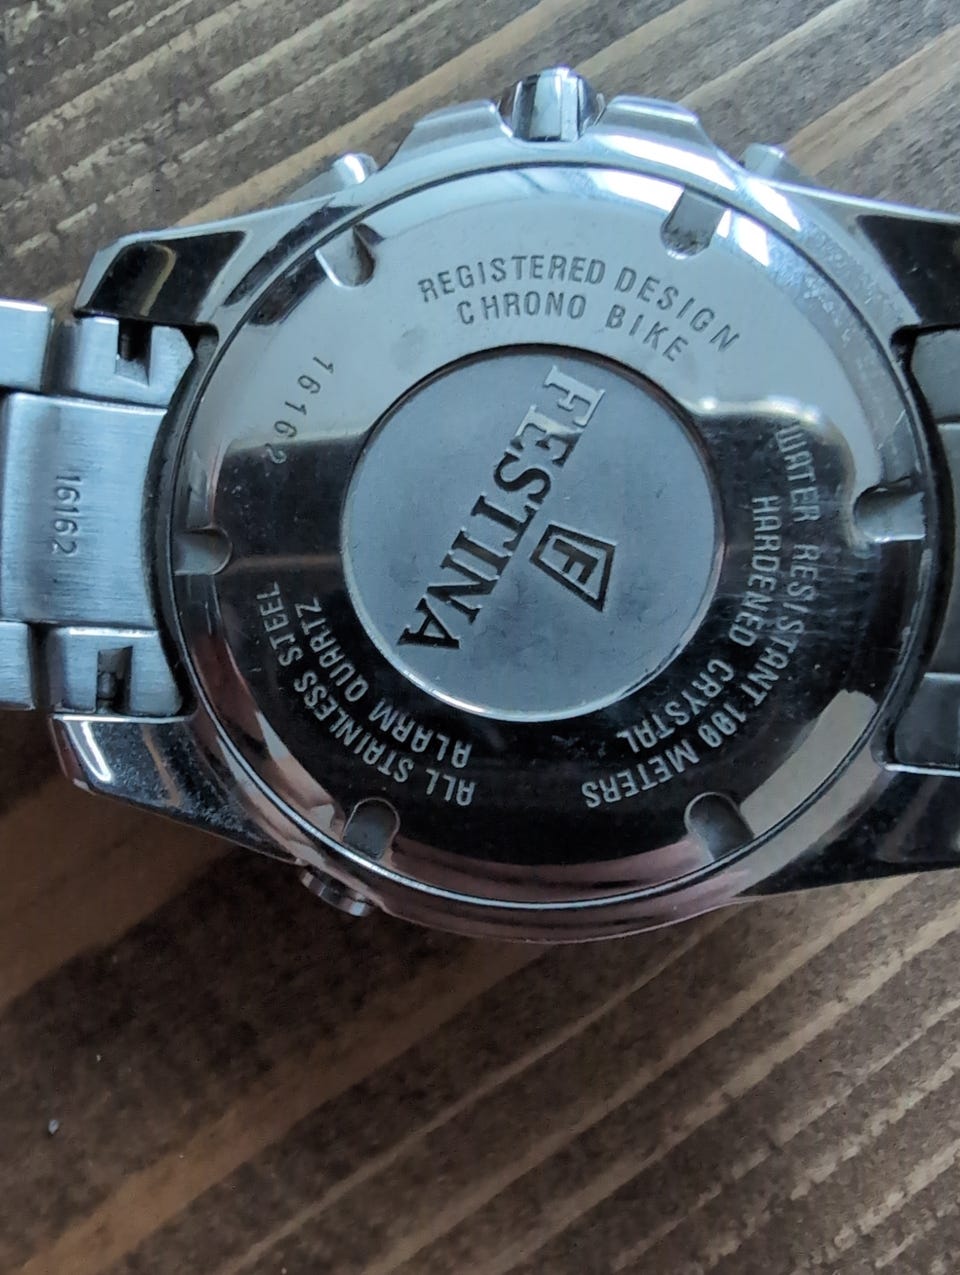 REGISTERED DESIGN
CHRONO BIKE
WATER RESISTANT 100 METERS
HARDENED CRYSTAL
ALL STAINLESS STEEL
ALARM QUARTZ
16162
FESTINA
F
16162